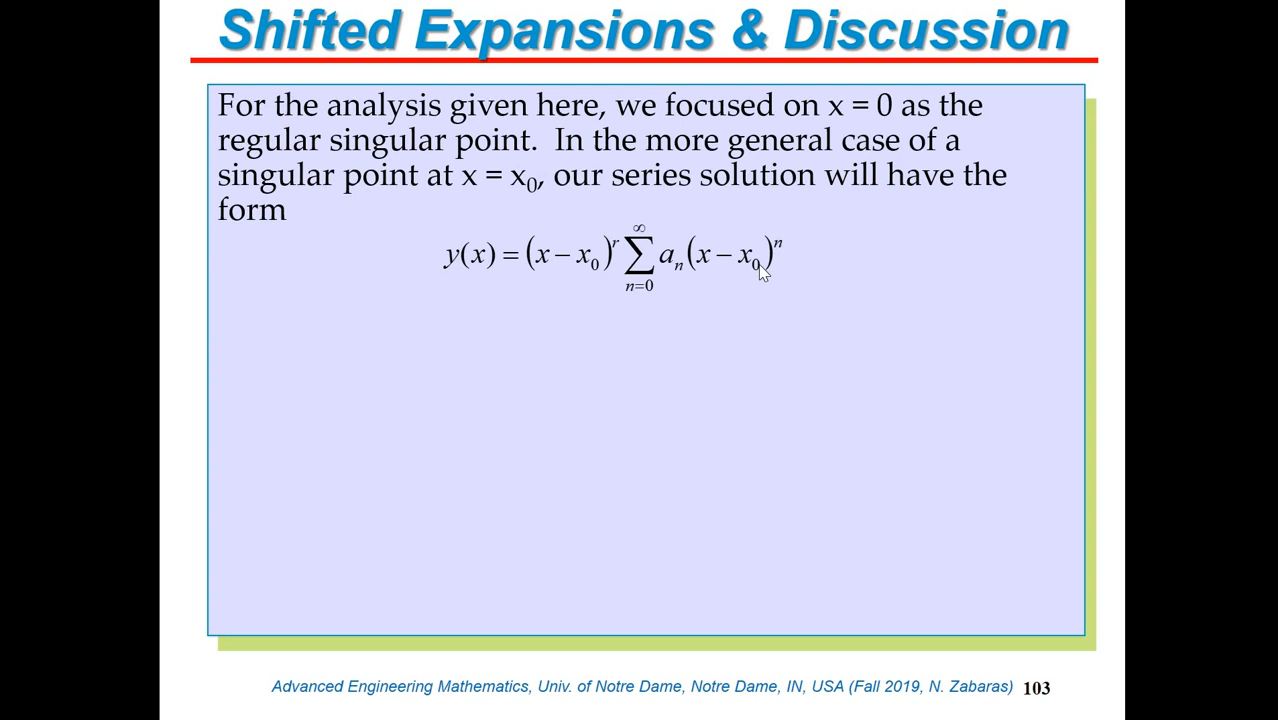 Shifted Expansions & Discussion
For the analysis given here, we focused on x = 0 as the
regular singular point. In the more general case of a
singular point at x = x₀, our series solution will have the
form
y(x) = (x − x₀)^r ∑_{n=0}^{∞} aₙ(x − x₀)^n
Advanced Engineering Mathematics, Univ. of Notre Dame, Notre Dame, IN, USA (Fall 2019, N. Zabaras) 103